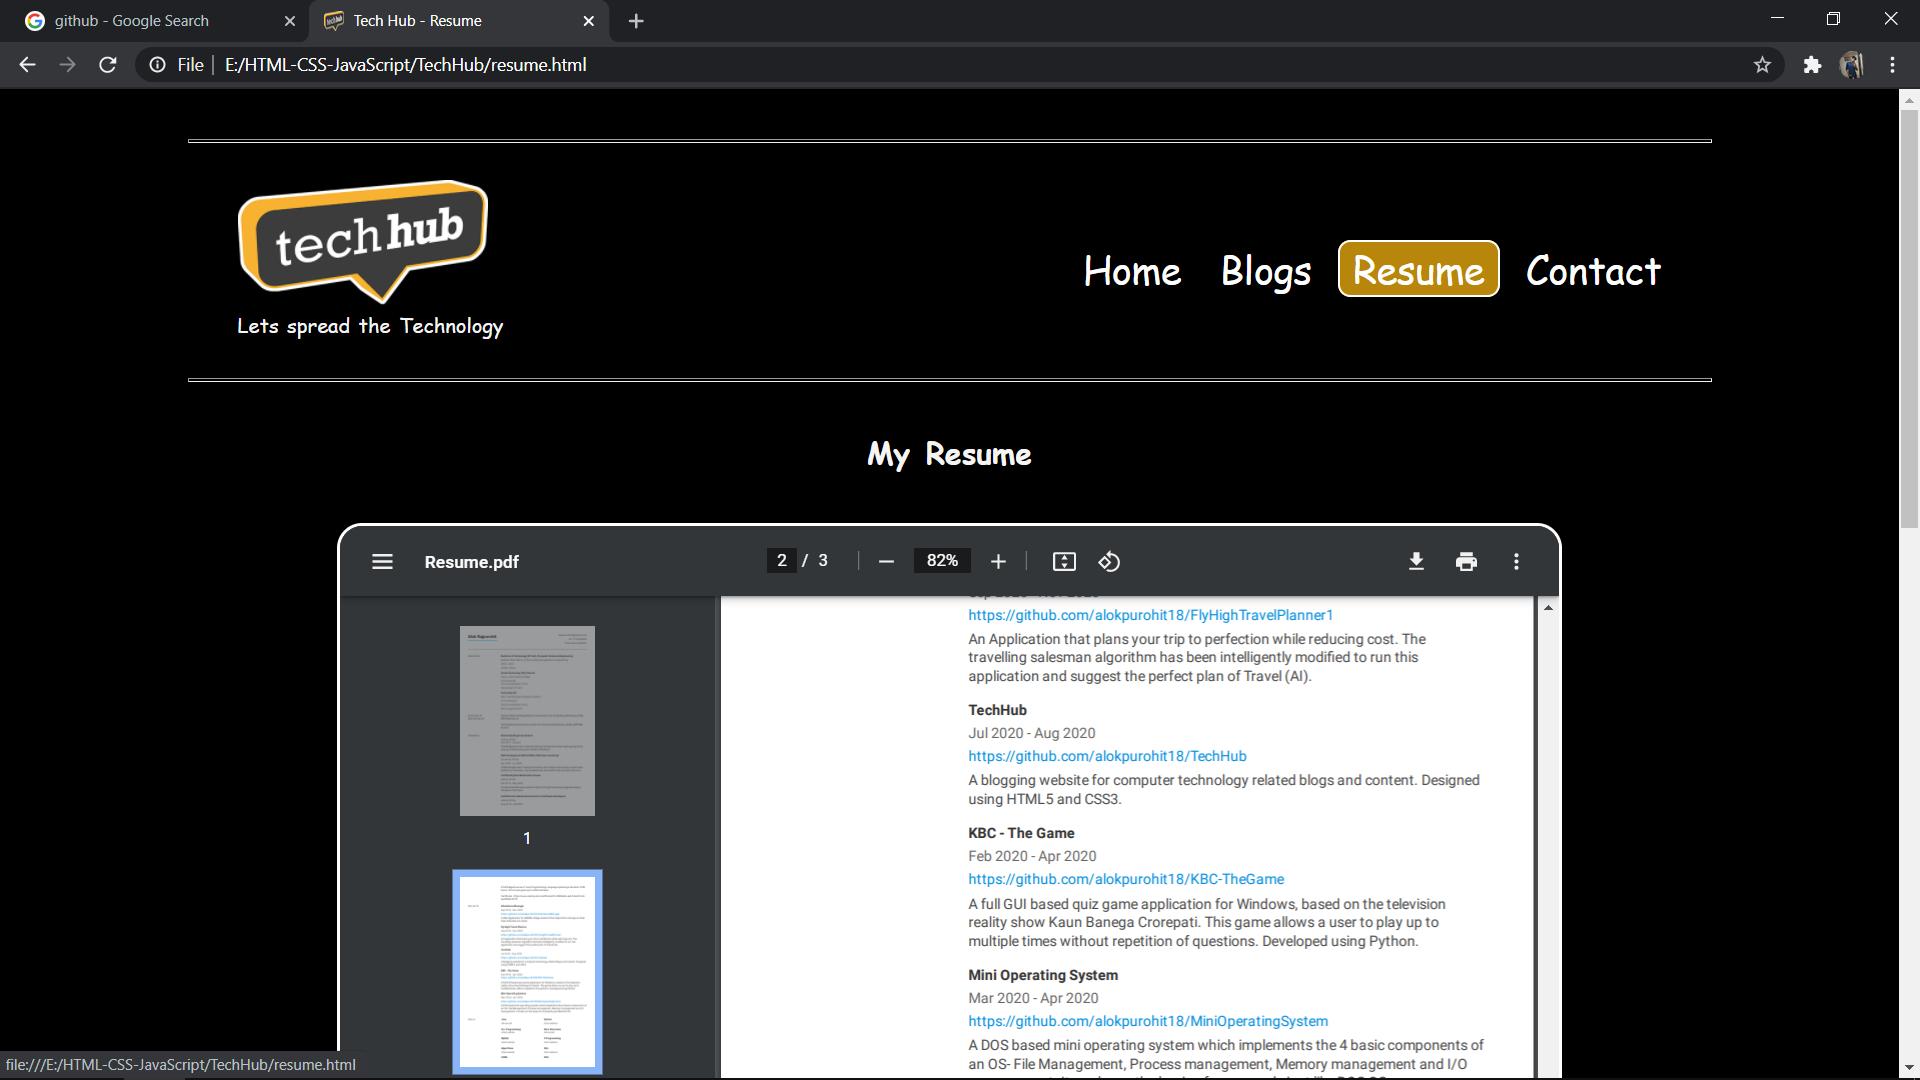 github - Google Search
Tech Hub - Resume
File
E:/HTML-CSS-JavaScript/TechHub/resume.html
tech hub
Lets spread the Technology
Home
Blogs
Resume
Contact
My Resume
Resume.pdf
2 / 3
82%
https://github.com/alokpurohit18/FlyHighTravelPlanner1
An Application that plans your trip to perfection while reducing cost. The
travelling salesman algorithm has been intelligently modified to run this
application and suggest the perfect plan of Travel (AI).
TechHub
Jul 2020 - Aug 2020
https://github.com/alokpurohit18/TechHub
A blogging website for computer technology related blogs and content. Designed
using HTML5 and CSS3.
KBC - The Game
Feb 2020 - Apr 2020
https://github.com/alokpurohit18/KBC-TheGame
A full GUI based quiz game application for Windows, based on the television
reality show Kaun Banega Crorepati. This game allows a user to play up to
multiple times without repetition of questions. Developed using Python.
Mini Operating System
Mar 2020 - Apr 2020
https://github.com/alokpurohit18/MiniOperatingSystem
A DOS based mini operating system which implements the 4 basic components of
an OS- File Management, Process management, Memory management and I/O
1
file:///E:/HTML-CSS-JavaScript/TechHub/resume.html